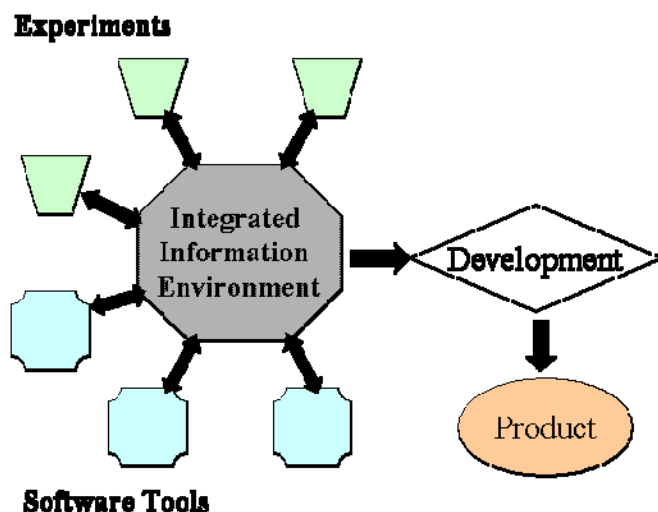 Experiments
Integrated
Information
Environment
Development
Product
Software Tools